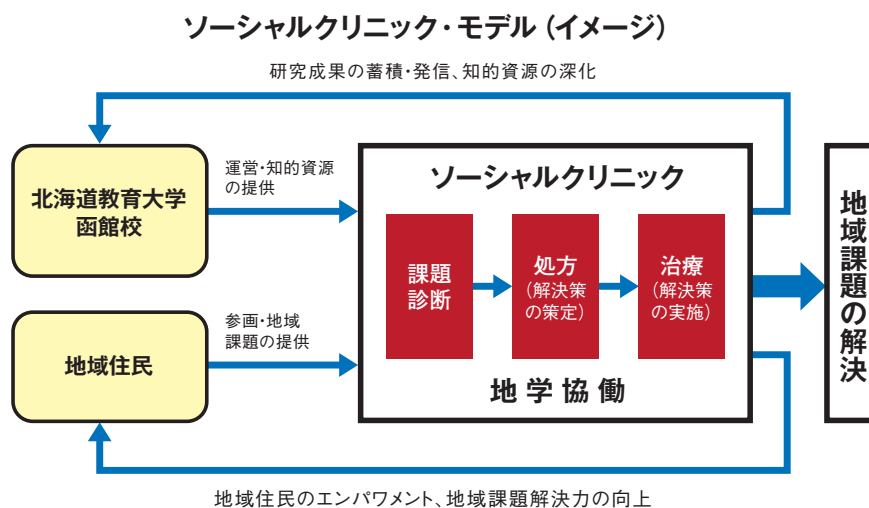 ソーシャルクリニック・モデル（イメージ）
研究成果の蓄積・発信、知的資源の深化
北海道教育大学
函館校
運営・知的資源
の提供
地域住民
参画・地域
課題の提供
ソーシャルクリニック
課題
診断
処方
（解決策
の策定）
治療
（解決策
の実施）
地学協働
地域課題の解決
地域住民のエンパワメント、地域課題解決力の向上